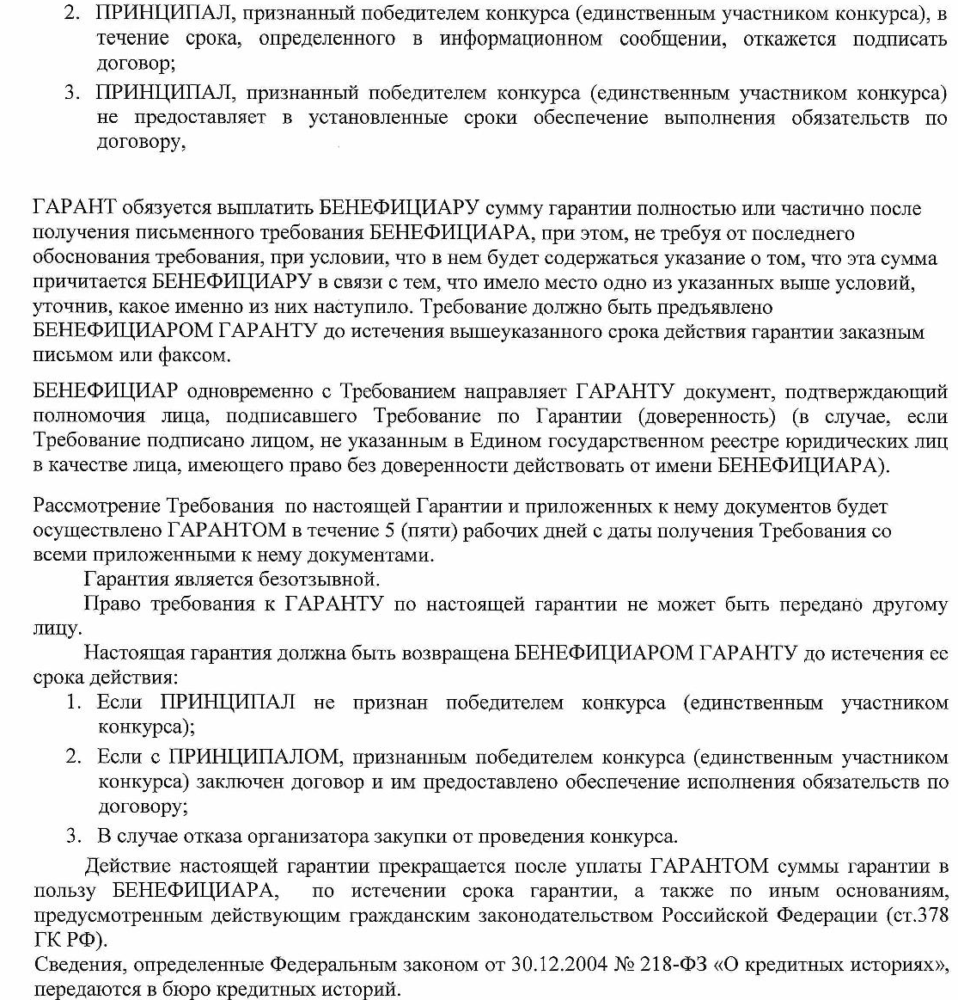 2. ПРИНЦИПАЛ, признанный победителем конкурса (единственным участником конкурса), в
течение срока, определенного в информационном сообщении, откажется подписать
договор;
3. ПРИНЦИПАЛ, признанный победителем конкурса (единственным участником конкурса)
не предоставляет в установленные сроки обеспечение выполнения обязательств по
договору,
ГАРАНТ обязуется выплатить БЕНЕФИЦИАРУ сумму гарантии полностью или частично после
получения письменного требования БЕНЕФИЦИАРА, при этом, не требуя от последнего
обоснования требования, при условии, что в нем будет содержаться указание о том, что эта сумма
причитается БЕНЕФИЦИАРУ в связи с тем, что имело место одно из указанных выше условий,
уточнив, какое именно из них наступило. Требование должно быть предъявлено
БЕНЕФИЦИАРОМ ГАРАНТУ до истечения вышеуказанного срока действия гарантии заказным
письмом или факсом.
БЕНЕФИЦИАР одновременно с Требованием направляет ГАРАНТУ документ, подтверждающий
полномочия лица, подписавшего Требование по Гарантии (доверенность) (в случае, если
Требование подписано лицом, не указанным в Едином государственном реестре юридических лиц
в качестве лица, имеющего право без доверенности действовать от имени БЕНЕФИЦИАРА).
Рассмотрение Требования по настоящей Гарантии и приложенных к нему документов будет
осуществлено ГАРАНТОМ в течение 5 (пяти) рабочих дней с даты получения Требования со
всеми приложенными к нему документами.
Гарантия является безотзывной.
Право требования к ГАРАНТУ по настоящей гарантии не может быть передано другому
лицу.
Настоящая гарантия должна быть возвращена БЕНЕФИЦИАРОМ ГАРАНТУ до истечения ее
срока действия:
1. Если ПРИНЦИПАЛ не признан победителем конкурса (единственным участником
конкурса);
2. Если с ПРИНЦИПАЛОМ, признанным победителем конкурса (единственным участником
конкурса) заключен договор и им предоставлено обеспечение исполнения обязательств по
договору;
3. В случае отказа организатора закупки от проведения конкурса.
Действие настоящей гарантии прекращается после уплаты ГАРАНТОМ суммы гарантии в
пользу БЕНЕФИЦИАРА, по истечении срока гарантии, а также по иным основаниям,
предусмотренным действующим гражданским законодательством Российской Федерации (ст.378
ГК РФ).
Сведения, определенные Федеральным законом от 30.12.2004 № 218-ФЗ «О кредитных историях»,
передаются в бюро кредитных историй.